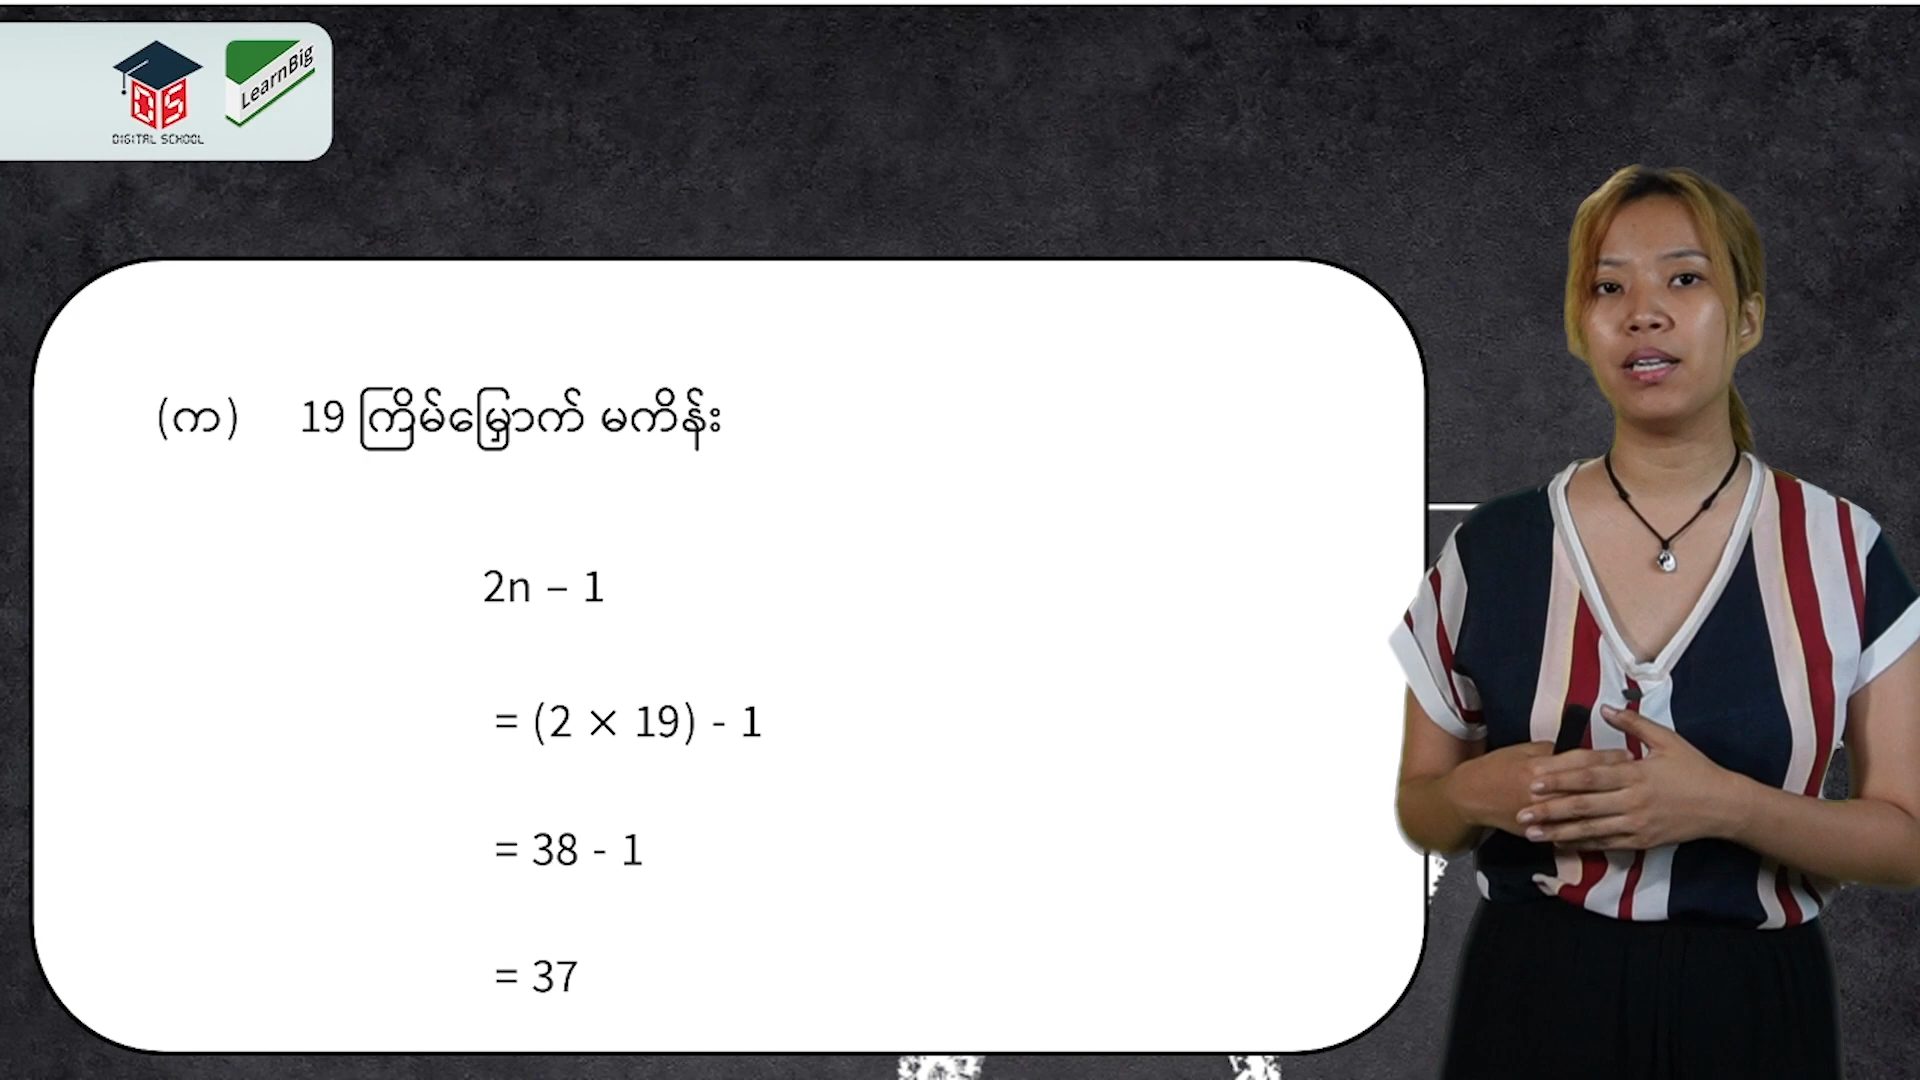 DIGITAL SCHOOL
LearnBig
(က) 19 ကြိမ်မြှောက် မကိန်း
2n – 1
= (2 × 19) - 1
= 38 - 1
= 37